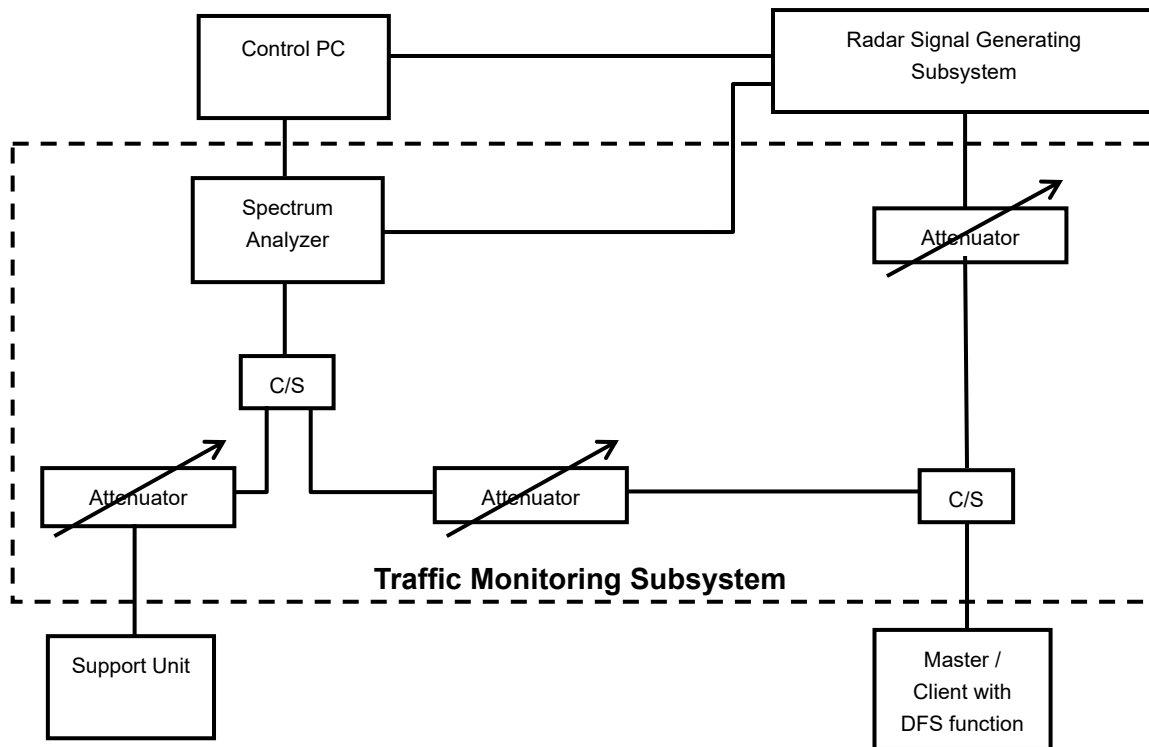 Control PC
Radar Signal Generating
Subsystem
Spectrum
Analyzer
Attenuator
C/S
Attenuator
Attenuator
C/S
Traffic Monitoring Subsystem
Support Unit
Master /
Client with
DFS function